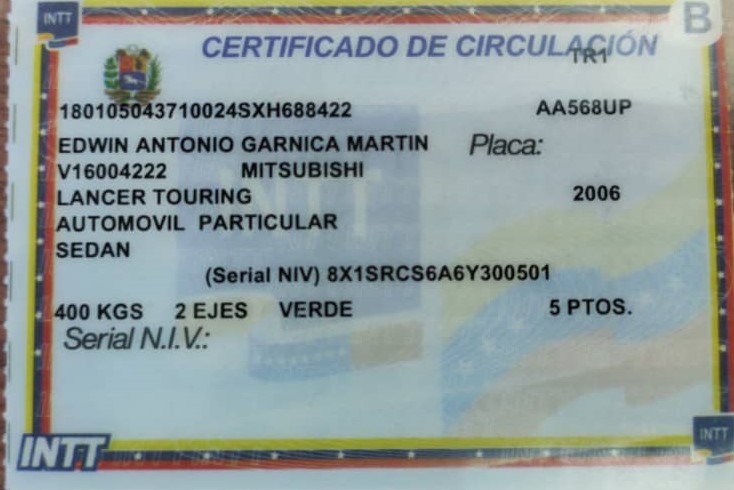 INTT
B
CERTIFICADO DE CIRCULACIÓN
TR1
180105043710024SXH688422 AA568UP
EDWIN ANTONIO GARNICA MARTIN Placa:
V16004222 MITSUBISHI
LANCER TOURING 2006
AUTOMOVIL PARTICULAR
SEDAN
(Serial NIV) 8X1SRCS6A6Y300501
400 KGS 2 EJES VERDE 5 PTOS.
Serial N.I.V.:
INTT
INTT